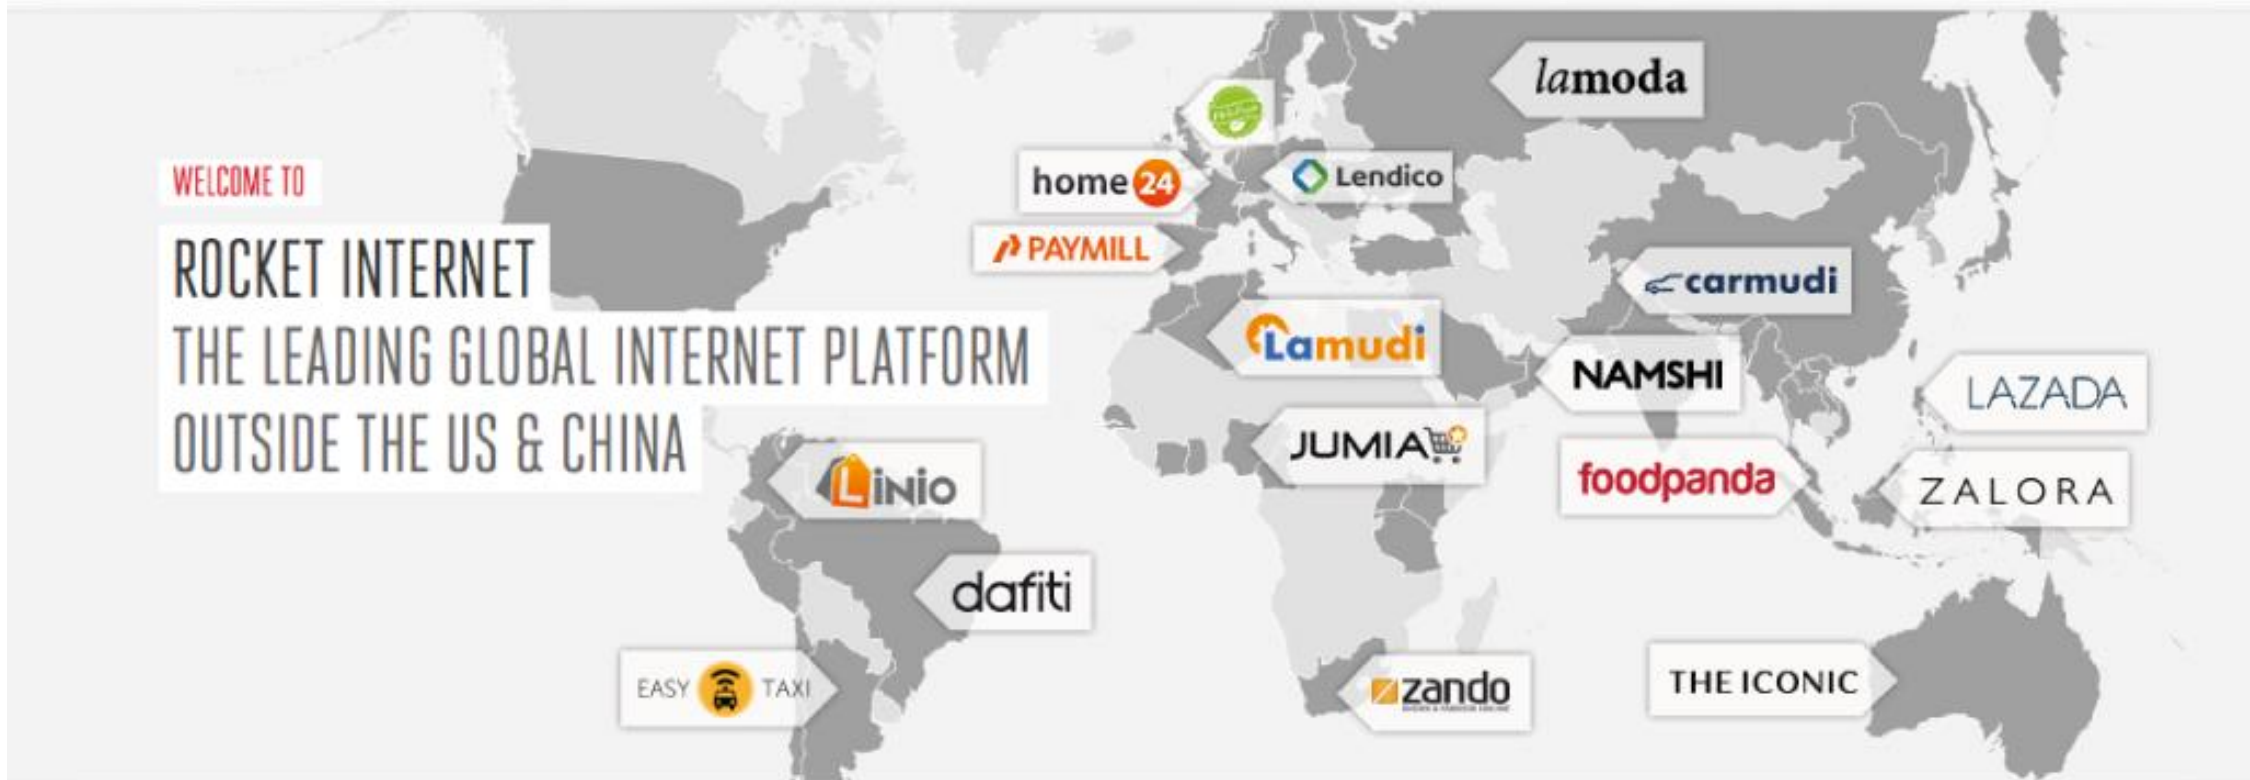 WELCOME TO
ROCKET INTERNET
THE LEADING GLOBAL INTERNET PLATFORM
OUTSIDE THE US & CHINA
lamoda
home24
Lendico
PAYMILL
carmudi
Lamudi
NAMSHI
LAZADA
JUMIA
foodpanda
ZALORA
LINIO
dafiti
EASY TAXI
zando
THE ICONIC